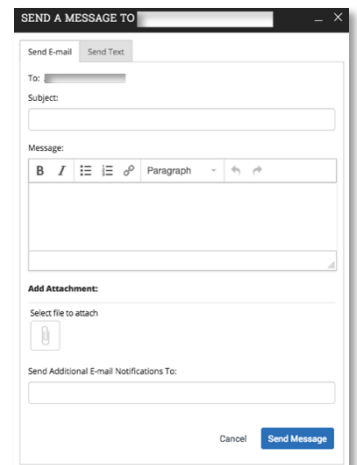 SEND A MESSAGE TO
Send E-mail Send Text
To:
Subject:
Message:
B I Paragraph
Add Attachment:
Select file to attach
Send Additional E-mail Notifications To:
Cancel Send Message